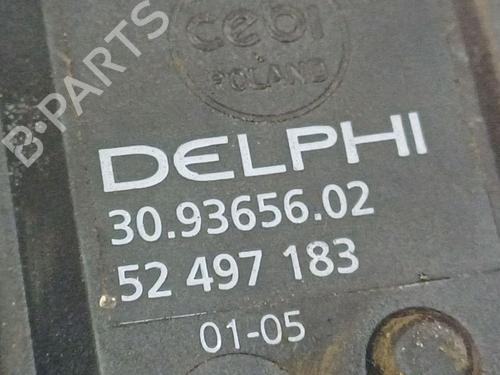 B-PARTS
cebi
POLAND
DELPHI
30.93656.02
52 497 183
01-05